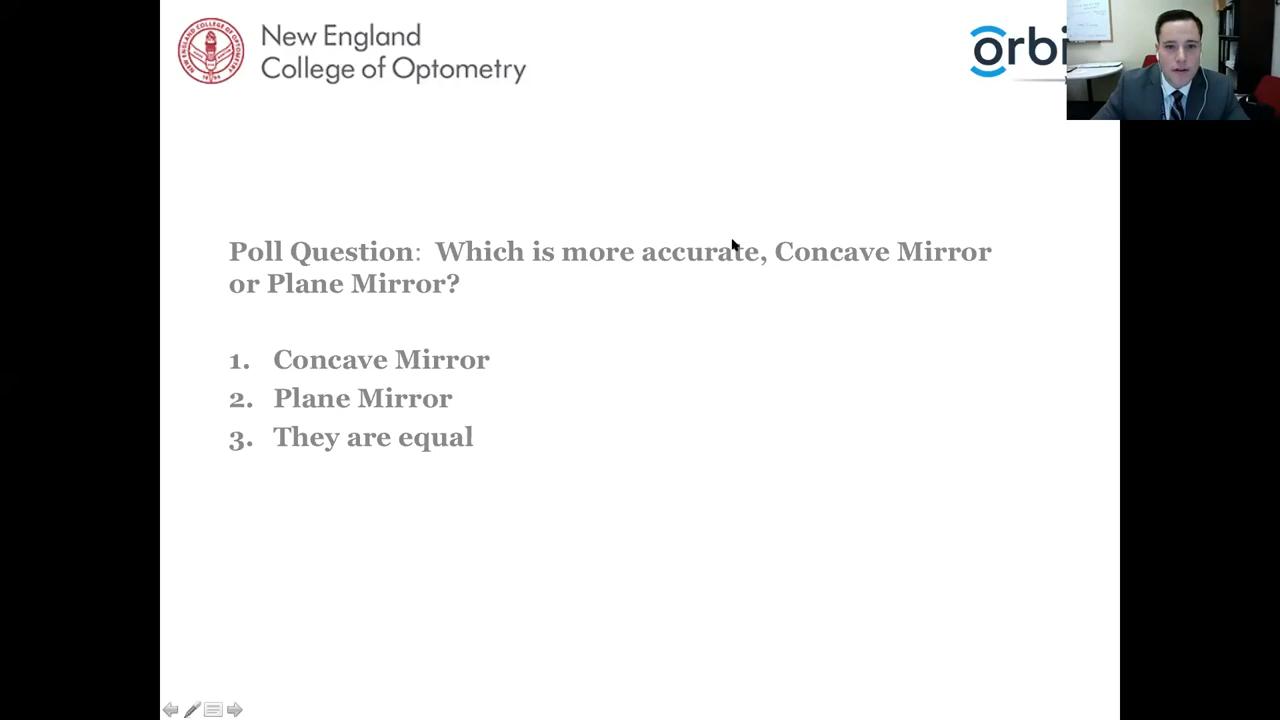 New England
College of Optometry
orbi
Poll Question: Which is more accurate, Concave Mirror
or Plane Mirror?
1. Concave Mirror
2. Plane Mirror
3. They are equal